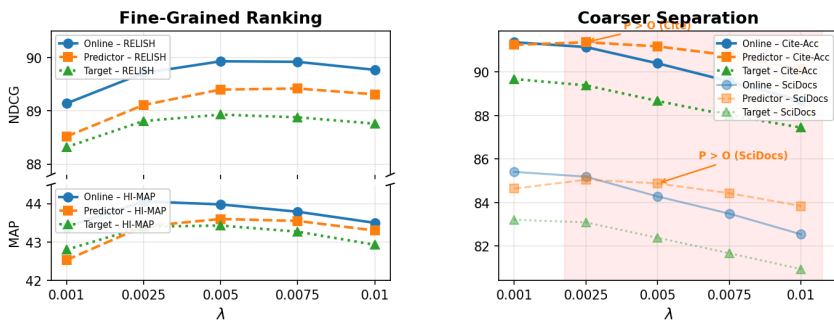 Fine-Grained Ranking
NDCG
90
89
88
Online – RELISH
Predictor – RELISH
Target – RELISH
MAP
44
43
42
Online – HI-MAP
Predictor – HI-MAP
Target – HI-MAP
0.001 0.0025 0.005 0.0075 0.01
λ
Coarser Separation
P > O (Cite)
90
88
86
84
82
Online – Cite-Acc
Predictor – Cite-Acc
Target – Cite-Acc
Online – SciDocs
Predictor – SciDocs
Target – SciDocs
P > O (SciDocs)
0.001 0.0025 0.005 0.0075 0.01
λ